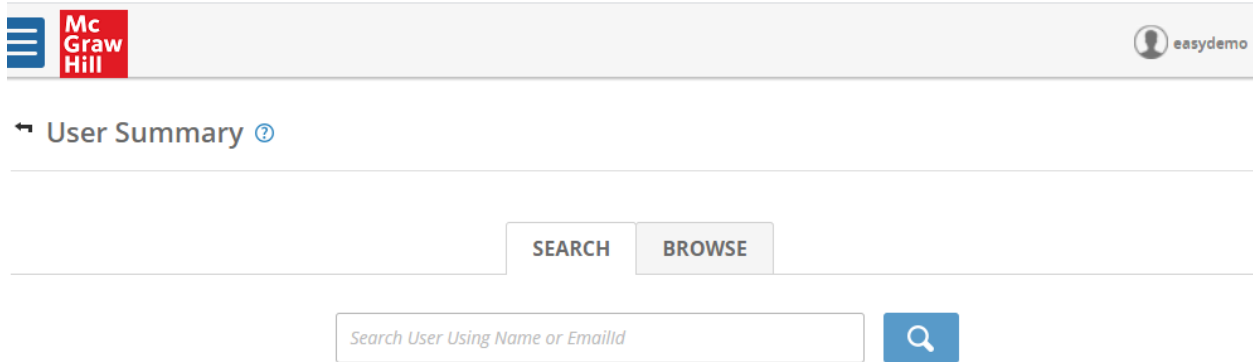 Mc
Graw
Hill
easydemo
User Summary ?
SEARCH BROWSE
Search User Using Name or EmailId